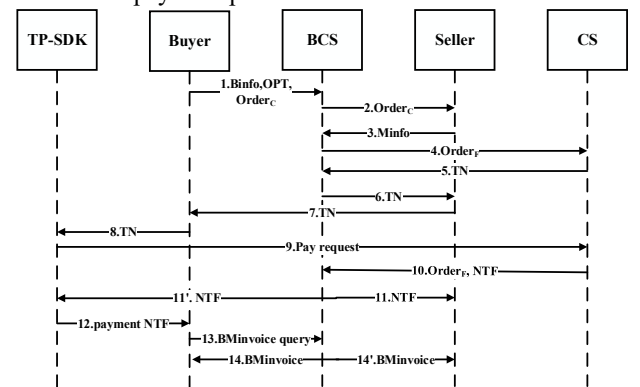 TP-SDK Buyer BCS Seller CS
1.Binfo,OPT,
Order_C
2.Order_C
3.Minfo
4.Order_F
5.TN
6.TN
7.TN
8.TN
9.Pay request
10.Order_F, NTF
11'. NTF 11.NTF
12.payment NTF
13.BMinvoice query
14.BMinvoice 14'.BMinvoice